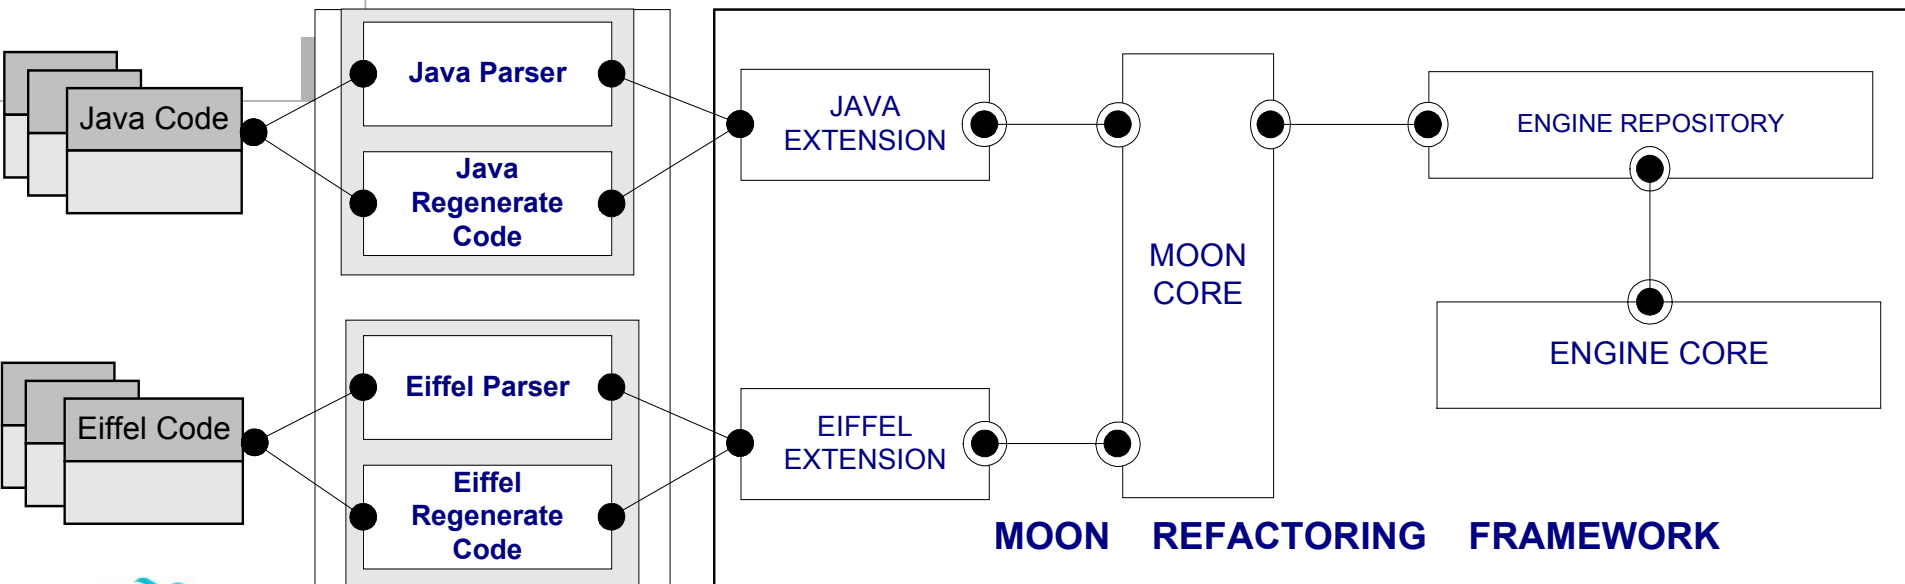 Java Code
Java Parser
Java
Regenerate
Code
JAVA
EXTENSION
MOON
CORE
ENGINE REPOSITORY
ENGINE CORE
Eiffel Code
Eiffel Parser
Eiffel
Regenerate
Code
EIFFEL
EXTENSION
MOON REFACTORING FRAMEWORK